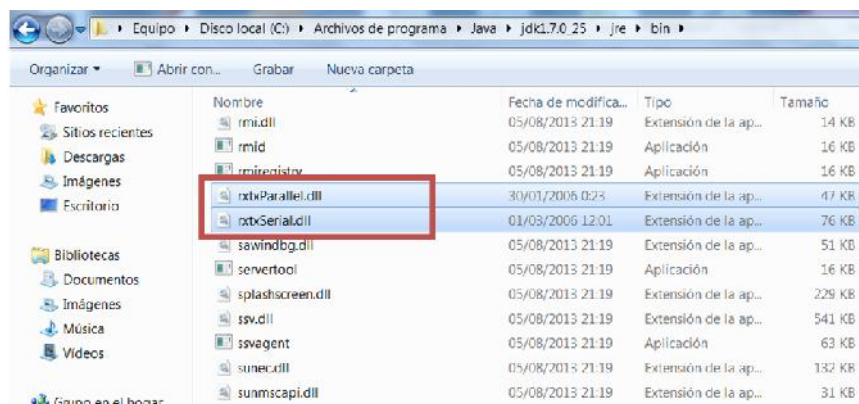 Equipo ▸ Disco local (C:) ▸ Archivos de programa ▸ Java ▸ jdk1.7.0_25 ▸ jre ▸ bin ▸
Organizar Abrir con... Grabar Nueva carpeta
Favoritos
Sitios recientes
Descargas
Imágenes
Escritorio
Bibliotecas
Documentos
Imágenes
Música
Vídeos
Grupo en el hogar
Nombre Fecha de modifica... Tipo Tamaño
rmi.dll 05/08/2013 21:19 Extensión de la ap... 14 KB
rmid 05/08/2013 21:19 Aplicación 16 KB
rmiregistry 05/08/2013 21:19 Aplicación 16 KB
rxtxParallel.dll 30/01/2006 0:23 Extensión de la ap... 47 KB
rxtxSerial.dll 01/03/2006 12:01 Extensión de la ap... 76 KB
sawindbg.dll 05/08/2013 21:19 Extensión de la ap... 51 KB
servertool 05/08/2013 21:19 Aplicación 16 KB
splashscreen.dll 05/08/2013 21:19 Extensión de la ap... 229 KB
ssv.dll 05/08/2013 21:19 Extensión de la ap... 541 KB
ssvagent 05/08/2013 21:19 Aplicación 63 KB
sunec.dll 05/08/2013 21:19 Extensión de la ap... 132 KB
sunmscapi.dll 05/08/2013 21:19 Extensión de la ap... 31 KB